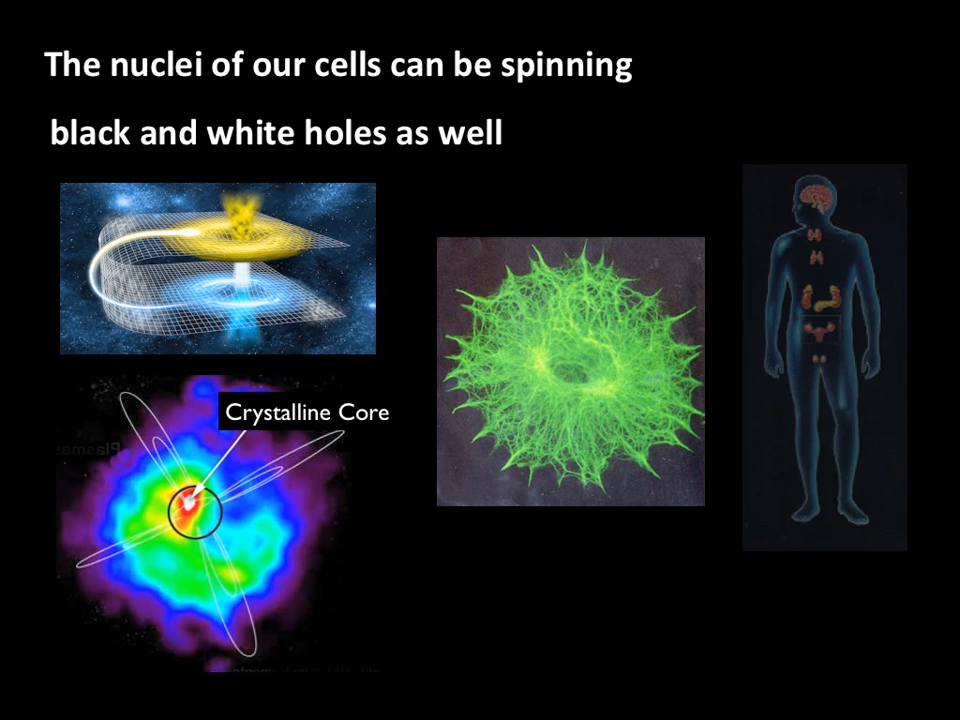 The nuclei of our cells can be spinning
black and white holes as well
Crystalline Core